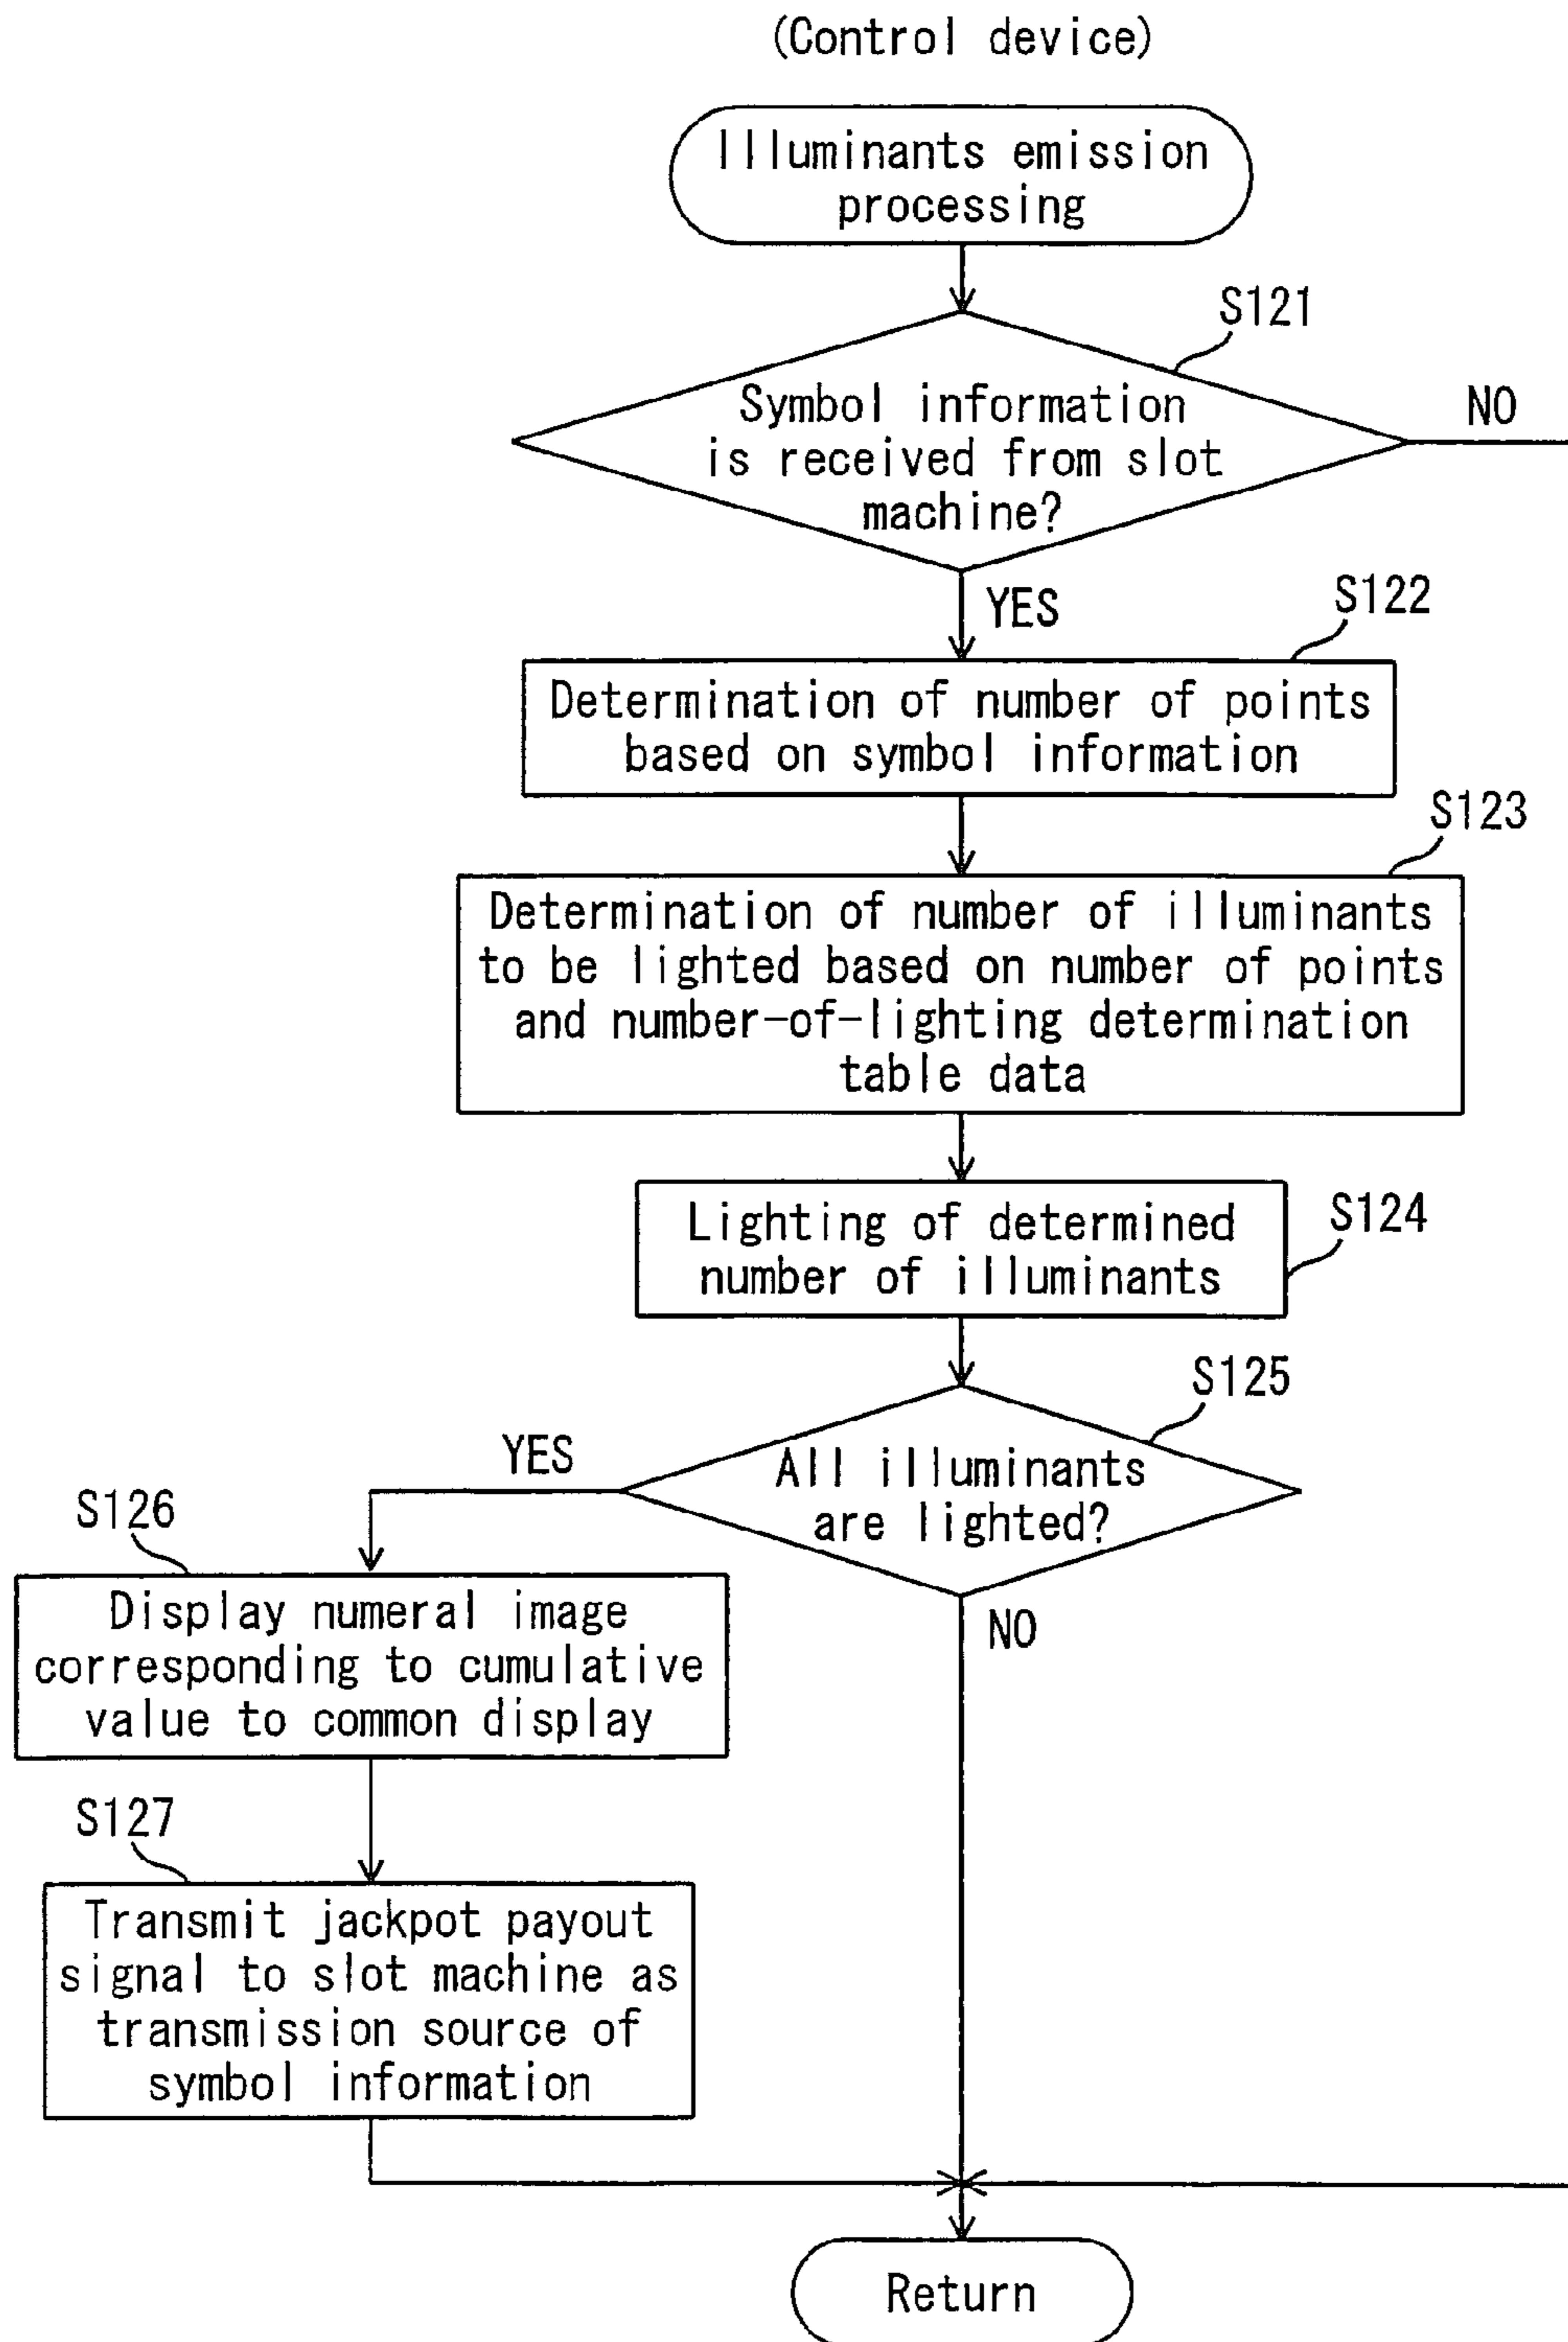 (Control device)
Illuminants emission
processing
S121
Symbol information
is received from slot
machine?
NO
YES
S122
Determination of number of points
based on symbol information
S123
Determination of number of illuminants
to be lighted based on number of points
and number-of-lighting determination
table data
S124
Lighting of determined
number of illuminants
S125
All illuminants
are lighted?
YES
NO
S126
Display numeral image
corresponding to cumulative
value to common display
S127
Transmit jackpot payout
signal to slot machine as
transmission source of
symbol information
Return